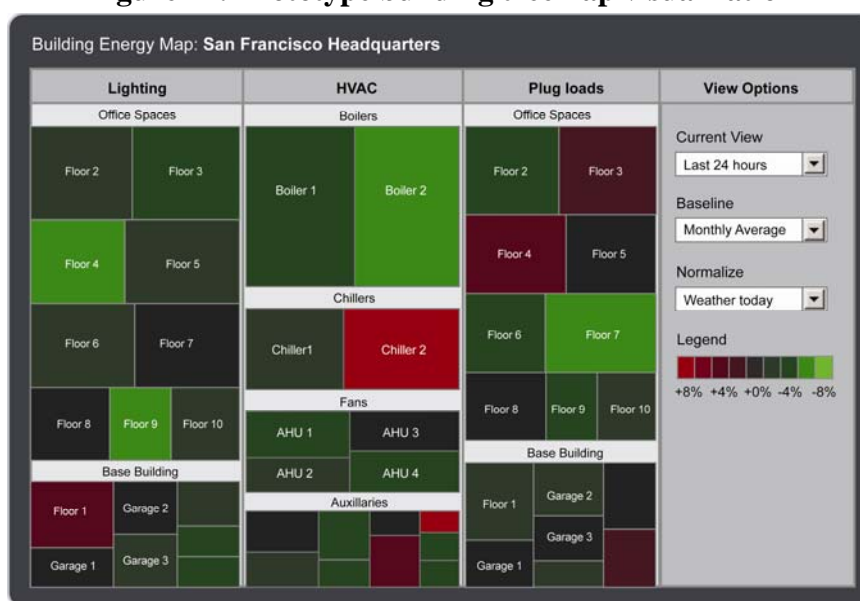 Building Energy Map: San Francisco Headquarters
Lighting
HVAC
Plug loads
View Options
Office Spaces
Floor 2
Floor 3
Floor 4
Floor 5
Floor 6
Floor 7
Floor 8
Floor 9
Floor 10
Base Building
Floor 1
Garage 2
Garage 1
Garage 3
Boilers
Boiler 1
Boiler 2
Chillers
Chiller1
Chiller 2
Fans
AHU 1
AHU 3
AHU 2
AHU 4
Auxillaries
Office Spaces
Floor 2
Floor 3
Floor 4
Floor 5
Floor 6
Floor 7
Floor 8
Floor 9
Floor 10
Base Building
Floor 1
Garage 2
Garage 3
Garage 1
Current View
Last 24 hours
Baseline
Monthly Average
Normalize
Weather today
Legend
+8% +4% +0% -4% -8%